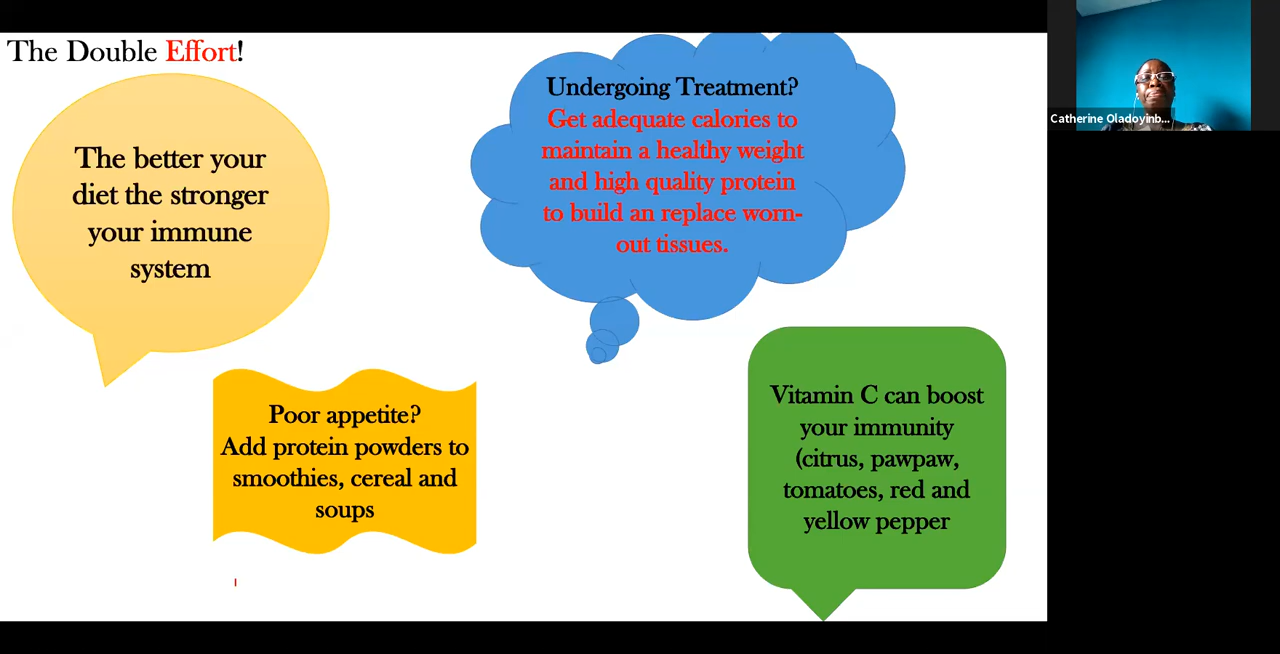 The Double Effort!
The better your
diet the stronger
your immune
system
Undergoing Treatment?
Get adequate calories to
maintain a healthy weight
and high quality protein
to build an replace worn-
out tissues.
Catherine Oladoyinb...
Poor appetite?
Add protein powders to
smoothies, cereal and
soups
Vitamin C can boost
your immunity
(citrus, pawpaw,
tomatoes, red and
yellow pepper